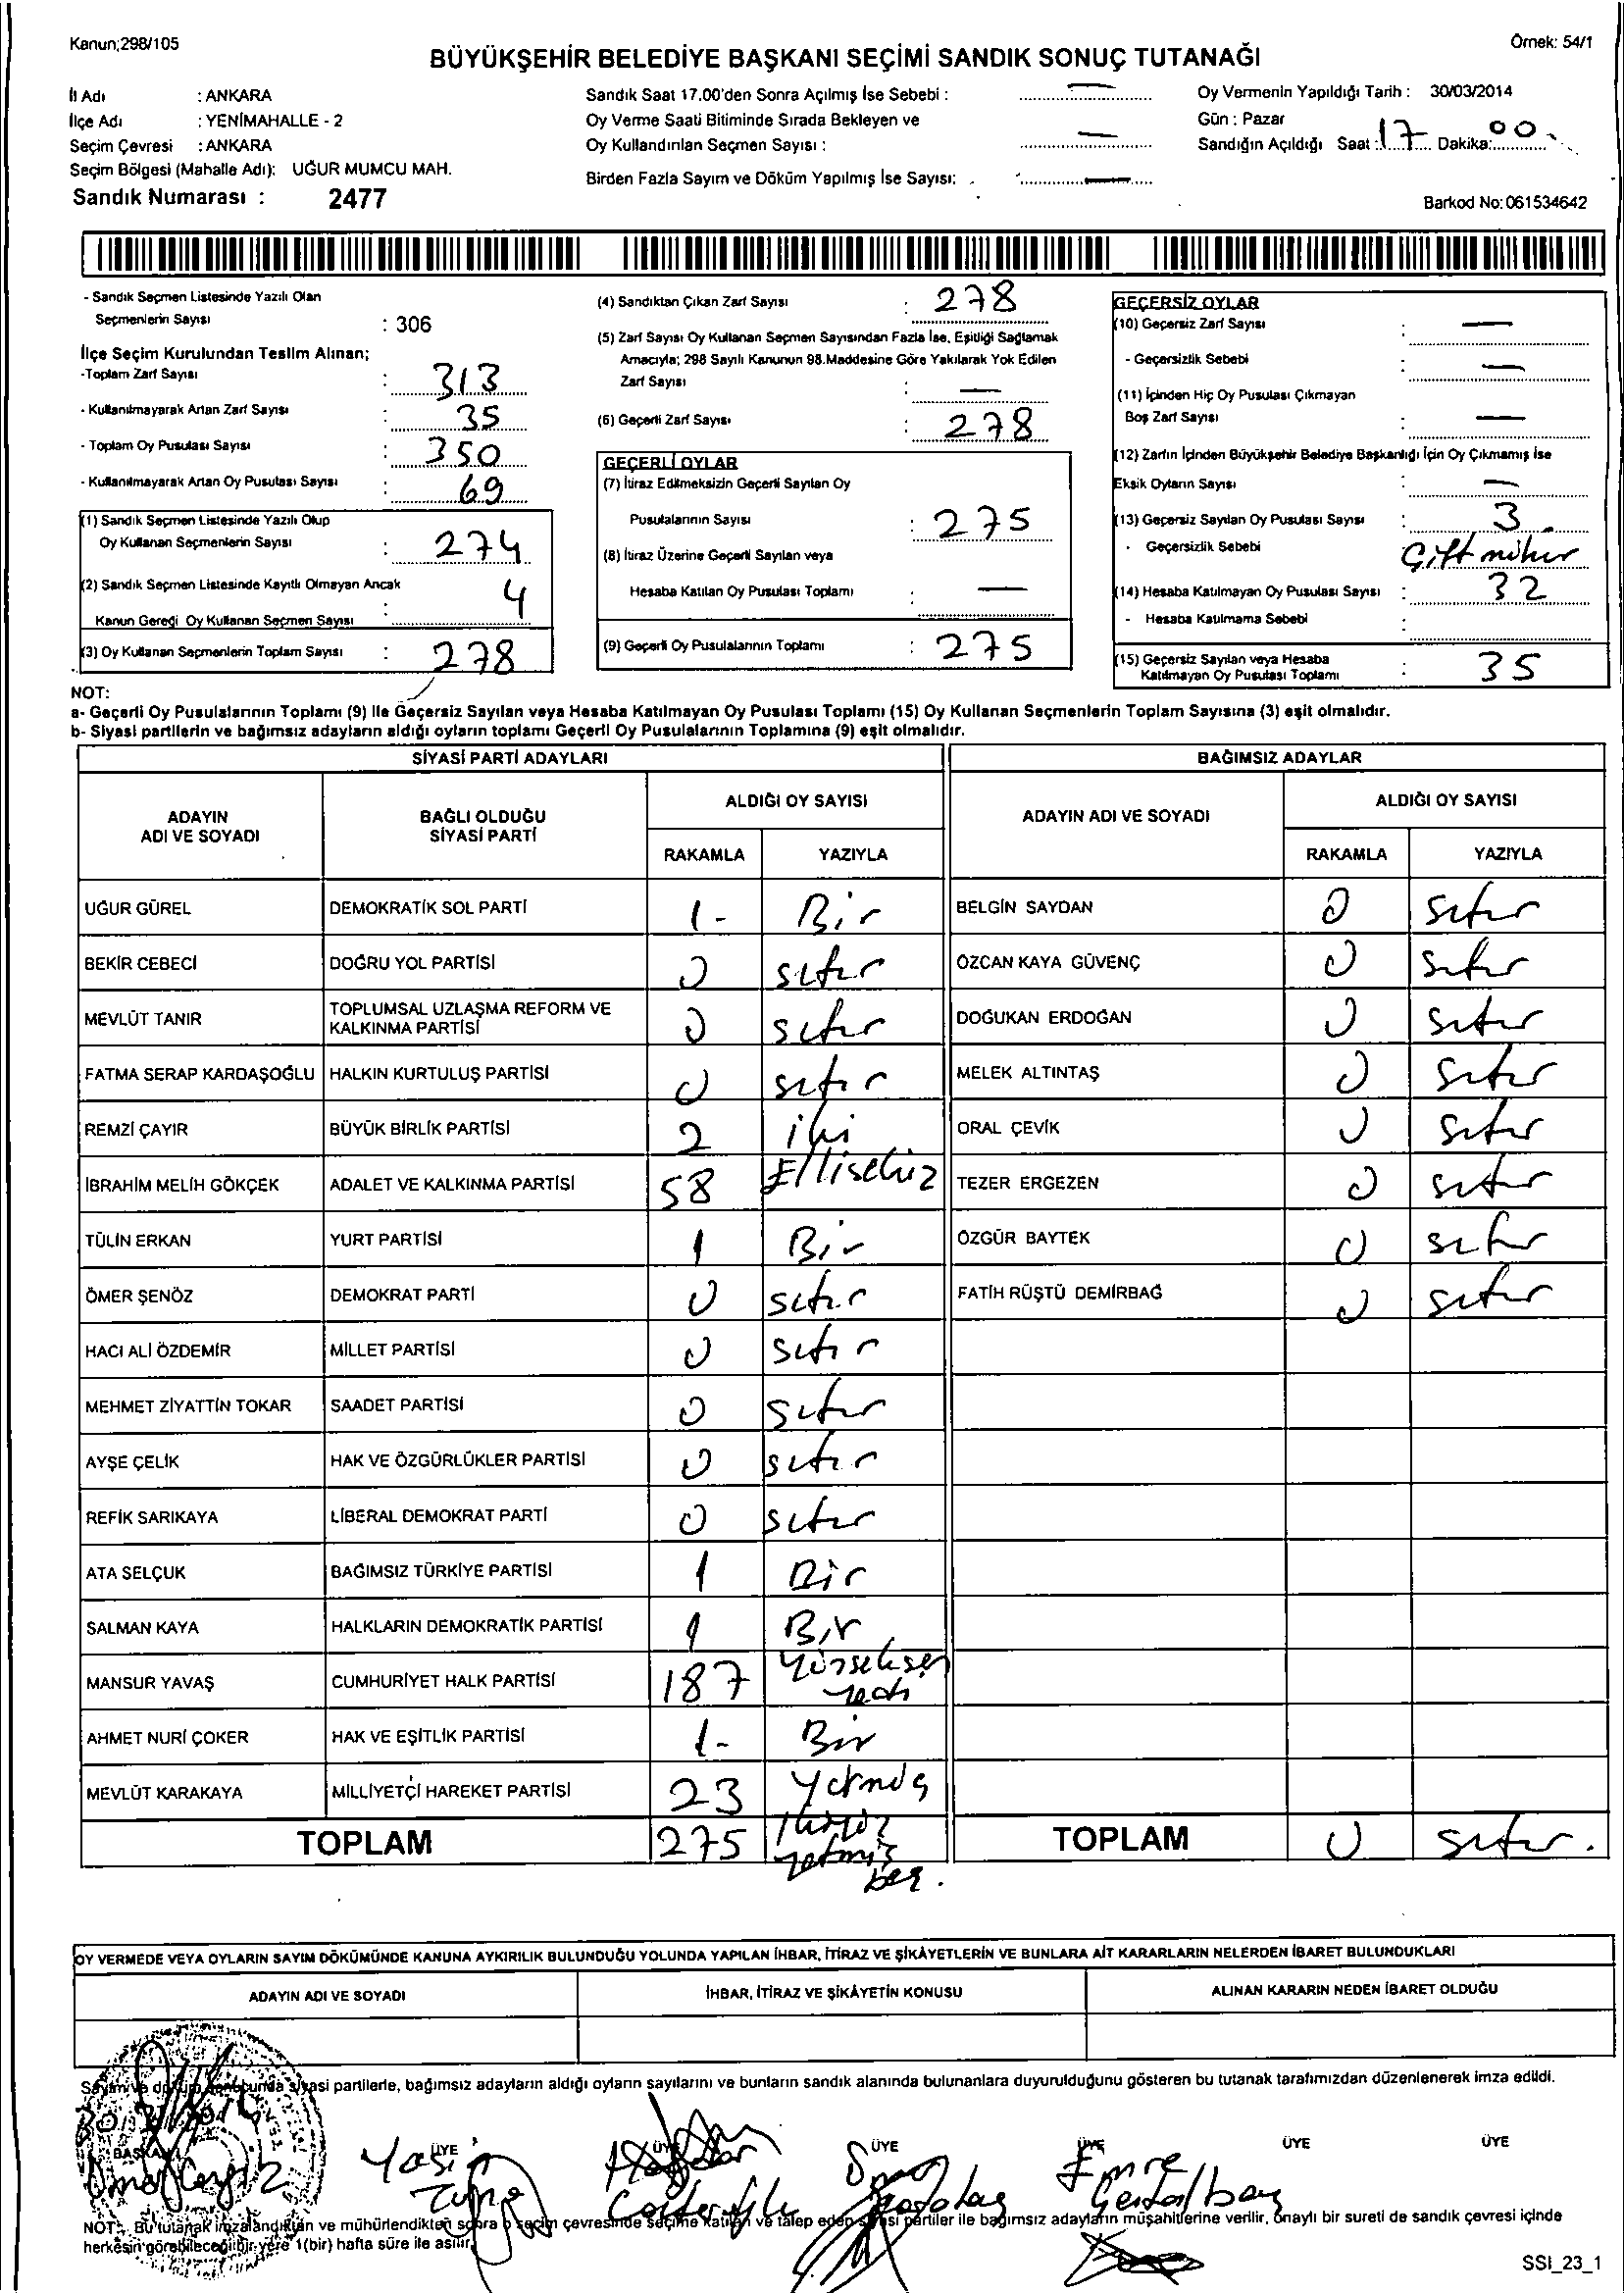 Kanun;298/105
Örnek: 54/1
BÜYÜKŞEHİR BELEDİYE BAŞKANI SEÇİMİ SANDIK SONUÇ TUTANAĞI
İl Adı : ANKARA
İlçe Adı : YENİMAHALLE - 2
Seçim Çevresi : ANKARA
Seçim Bölgesi (Mahalle Adı): UĞUR MUMCU MAH.
Sandık Numarası : 2477
Sandık Saat 17.00'den Sonra Açılmış İse Sebebi : —
Oy Verme Saati Bitiminde Sırada Bekleyen ve
Oy Kullandırılan Seçmen Sayısı : —
Birden Fazla Sayım ve Döküm Yapılmış İse Sayısı: —
Oy Vermenin Yapıldığı Tarih : 30/03/2014
Gün : Pazar
Sandığın Açıldığı Saat : 17 Dakika: 00
Barkod No: 061534642
- Sandık Seçmen Listesinde Yazılı Olan
Seçmenlerin Sayısı : 306
İlçe Seçim Kurulundan Teslim Alınan;
-Toplam Zarf Sayısı : 313
- Kullanılmayarak Artan Zarf Sayısı : 35
- Toplam Oy Pusulası Sayısı : 350
- Kullanılmayarak Artan Oy Pusulası Sayısı : 69
(1) Sandık Seçmen Listesinde Yazılı Olup
Oy Kullanan Seçmenlerin Sayısı : 274
(2) Sandık Seçmen Listesinde Kayıtlı Olmayan Ancak
Kanun Gereği Oy Kullanan Seçmen Sayısı : 4
(3) Oy Kullanan Seçmenlerin Toplam Sayısı : 278
(4) Sandıktan Çıkan Zarf Sayısı : 278
(5) Zarf Sayısı Oy Kullanan Seçmen Sayısından Fazla İse, Eşitliği Sağlamak
Amacıyla; 298 Sayılı Kanunun 98.Maddesine Göre Yakılarak Yok Edilen
Zarf Sayısı : —
(6) Geçerli Zarf Sayısı : 278
GEÇERLİ OYLAR
(7) İtiraz Edilmeksizin Geçerli Sayılan Oy
Pusulalarının Sayısı : 275
(8) İtiraz Üzerine Geçerli Sayılan veya
Hesaba Katılan Oy Pusulası Toplamı : —
(9) Geçerli Oy Pusulalarının Toplamı : 275
GEÇERSİZ OYLAR
(10) Geçersiz Zarf Sayısı : —
- Geçersizlik Sebebi : —
(11) İçinden Hiç Oy Pusulası Çıkmayan
Boş Zarf Sayısı : —
(12) Zarfın İçinden Büyükşehir Belediye Başkanlığı İçin Oy Çıkmamış İse
Eksik Oyların Sayısı : —
(13) Geçersiz Sayılan Oy Pusulası Sayısı : 3
- Geçersizlik Sebebi Çift mühür
(14) Hesaba Katılmayan Oy Pusulası Sayısı : 32
- Hesaba Katılmama Sebebi :
(15) Geçersiz Sayılan veya Hesaba
Katılmayan Oy Pusulası Toplamı : 35
NOT:
a- Geçerli Oy Pusulalarının Toplamı (9) ile Geçersiz Sayılan veya Hesaba Katılmayan Oy Pusulası Toplamı (15) Oy Kullanan Seçmenlerin Toplam Sayısına (3) eşit olmalıdır.
b- Siyasi partilerin ve bağımsız adayların aldığı oyların toplamı Geçerli Oy Pusulalarının Toplamına (9) eşit olmalıdır.
SİYASİ PARTİ ADAYLARI
BAĞIMSIZ ADAYLAR
ADAYIN ADI VE SOYADI
BAĞLI OLDUĞU SİYASİ PARTİ
ALDIĞI OY SAYISI
RAKAMLA YAZIYLA
ADAYIN ADI VE SOYADI
ALDIĞI OY SAYISI
RAKAMLA YAZIYLA
UĞUR GÜREL DEMOKRATİK SOL PARTİ 1- Bir BELGİN SAYDAN 0 sıfır
BEKİR CEBECİ DOĞRU YOL PARTİSİ 0 sıfır ÖZCAN KAYA GÜVENÇ 0 sıfır
MEVLÜT TANIR TOPLUMSAL UZLAŞMA REFORM VE KALKINMA PARTİSİ 0 sıfır DOĞUKAN ERDOĞAN 0 sıfır
FATMA SERAP KARDAŞOĞLU HALKIN KURTULUŞ PARTİSİ 0 sıfır MELEK ALTINTAŞ 0 sıfır
REMZİ ÇAYIR BÜYÜK BİRLİK PARTİSİ 2 iki ORAL ÇEVİK 0 sıfır
İBRAHİM MELİH GÖKÇEK ADALET VE KALKINMA PARTİSİ 58 Ellisekiz TEZER ERGEZEN 0 sıfır
TÜLİN ERKAN YURT PARTİSİ 1 Bir ÖZGÜR BAYTEK 0 sıfır
ÖMER ŞENÖZ DEMOKRAT PARTİ 0 sıfır FATİH RÜŞTÜ DEMİRBAĞ 0 sıfır
HACI ALİ ÖZDEMİR MİLLET PARTİSİ 0 sıfır
MEHMET ZİYATTİN TOKAR SAADET PARTİSİ 0 sıfır
AYŞE ÇELİK HAK VE ÖZGÜRLÜKLER PARTİSİ 0 sıfır
REFİK SARIKAYA LİBERAL DEMOKRAT PARTİ 0 sıfır
ATA SELÇUK BAĞIMSIZ TÜRKİYE PARTİSİ 1 Bir
SALMAN KAYA HALKLARIN DEMOKRATİK PARTİSİ 1 Bir
MANSUR YAVAŞ CUMHURİYET HALK PARTİSİ 187 Yüzseksen yedi
AHMET NURİ ÇOKER HAK VE EŞİTLİK PARTİSİ 1- Bir
MEVLÜT KARAKAYA MİLLİYETÇİ HAREKET PARTİSİ 23
TOPLAM 275 ikiyüz yetmiş beş. TOPLAM 0 sıfır.
OY VERMEDE VEYA OYLARIN SAYIM DÖKÜMÜNDE KANUNA AYKIRILIK BULUNDUĞU YOLUNDA YAPILAN İHBAR, İTİRAZ VE ŞİKÂYETLERİN VE BUNLARA AİT KARARLARIN NELERDEN İBARET BULUNDUKLARI
ADAYIN ADI VE SOYADI İHBAR, İTİRAZ VE ŞİKÂYETİN KONUSU ALINAN KARARIN NEDEN İBARET OLDUĞU
Sayım ve döküm sonucunda siyasi partilerle, bağımsız adayların aldığı oyların sayılarını ve bunların sandık alanında bulunanlara duyurulduğunu gösteren bu tutanak tarafımızdan düzenlenerek imza edildi.
BAŞKAN ÜYE ÜYE ÜYE ÜYE ÜYE ÜYE
Yasin Emre
NOT : Bu tutanak imzalandıktan ve mühürlendikten sonra o seçim çevresinde seçime katılan ve talep eden siyasi partiler ile bağımsız adayların müşahitlerine verilir, onaylı bir sureti de sandık çevresi içinde
herkesin görebileceği bir yere 1(bir) hafta süre ile asılır.
SSI_23_1